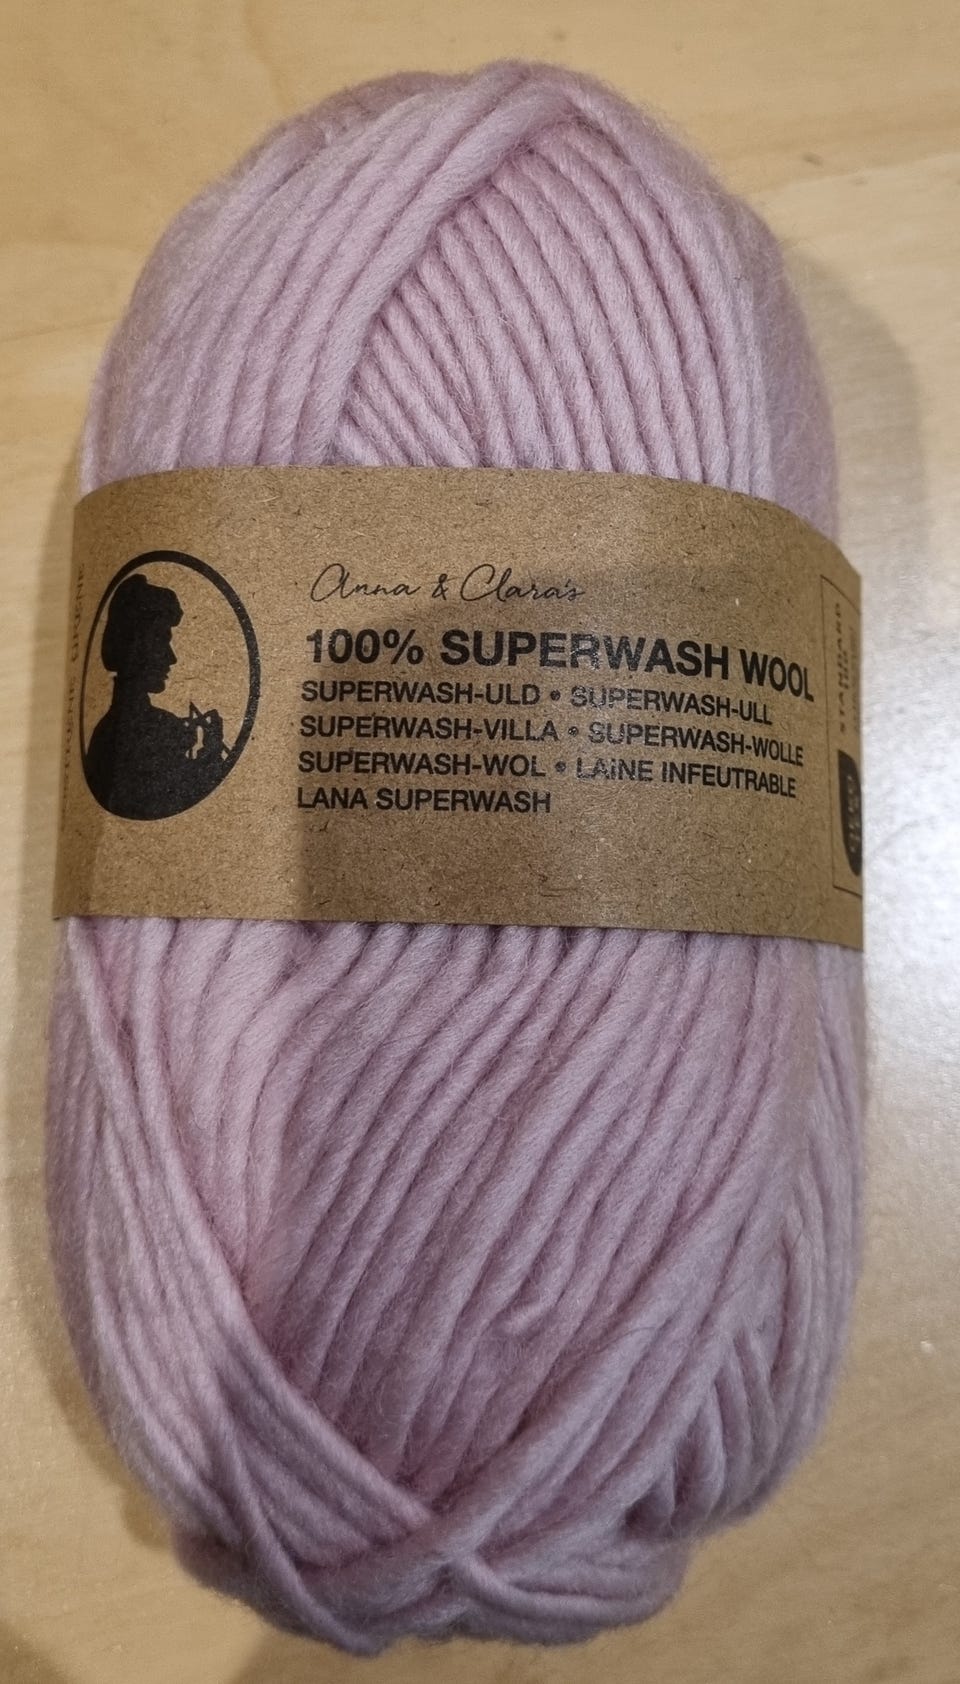 Anna & Clara's
100% SUPERWASH WOOL
SUPERWASH-ULD • SUPERWASH-ULL
SUPERWASH-VILLA • SUPERWASH-WOLLE
SUPERWASH-WOL • LAINE INFEUTRABLE
LANA SUPERWASH
STANDARD